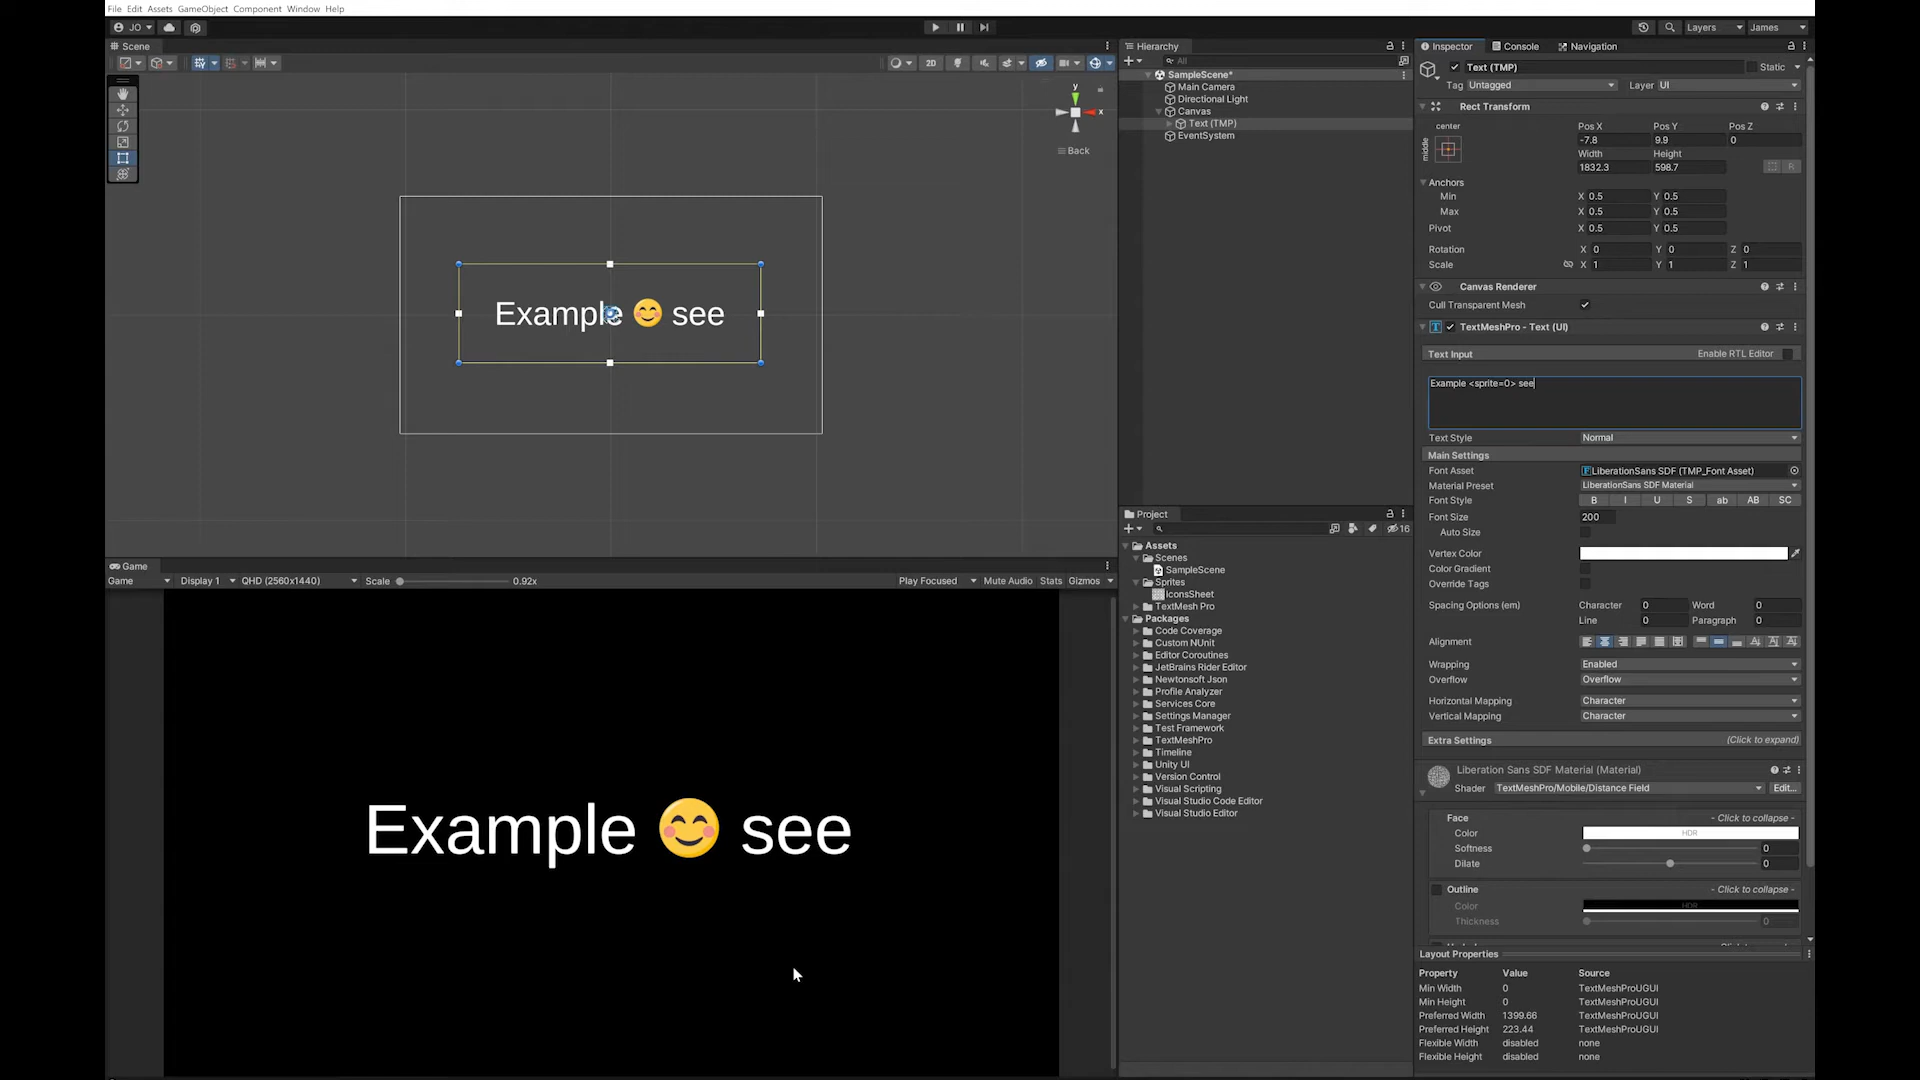 File Edit Assets GameObject Component Window Help
JO
Layers
James
Scene
2D
y
x
Back
Example 😊 see
Game
Game
Display 1
QHD (2560x1440)
Scale
0.92x
Play Focused
Mute Audio
Stats
Gizmos
Example 😊 see
Hierarchy
All
SampleScene*
Main Camera
Directional Light
Canvas
Text (TMP)
EventSystem
Project
16
Assets
Scenes
SampleScene
Sprites
IconsSheet
TextMesh Pro
Packages
Code Coverage
Custom NUnit
Editor Coroutines
JetBrains Rider Editor
Newtonsoft Json
Profile Analyzer
Services Core
Settings Manager
Test Framework
TextMeshPro
Timeline
Unity UI
Version Control
Visual Scripting
Visual Studio Code Editor
Visual Studio Editor
Inspector
Console
Navigation
Text (TMP)
Static
Tag Untagged
Layer UI
Rect Transform
center
middle
Pos X Pos Y Pos Z
-7.8 9.9 0
Width Height
1832.3 598.7
R
Anchors
Min X 0.5 Y 0.5
Max X 0.5 Y 0.5
Pivot X 0.5 Y 0.5
Rotation X 0 Y 0 Z 0
Scale X 1 Y 1 Z 1
Canvas Renderer
Cull Transparent Mesh
TextMeshPro - Text (UI)
Text Input
Enable RTL Editor
Example <sprite=0> see
Text Style Normal
Main Settings
Font Asset LiberationSans SDF (TMP_Font Asset)
Material Preset LiberationSans SDF Material
Font Style B I U S ab AB SC
Font Size 200
Auto Size
Vertex Color
Color Gradient
Override Tags
Spacing Options (em) Character 0 Word 0
Line 0 Paragraph 0
Alignment
Wrapping Enabled
Overflow Overflow
Horizontal Mapping Character
Vertical Mapping Character
Extra Settings (Click to expand)
Liberation Sans SDF Material (Material)
Shader TextMeshPro/Mobile/Distance Field Edit...
Face - Click to collapse -
Color HDR
Softness 0
Dilate 0
Outline - Click to collapse -
Color HDR
Thickness 0
Layout Properties
Property Value Source
Min Width 0 TextMeshProUGUI
Min Height 0 TextMeshProUGUI
Preferred Width 1399.66 TextMeshProUGUI
Preferred Height 223.44 TextMeshProUGUI
Flexible Width disabled none
Flexible Height disabled none